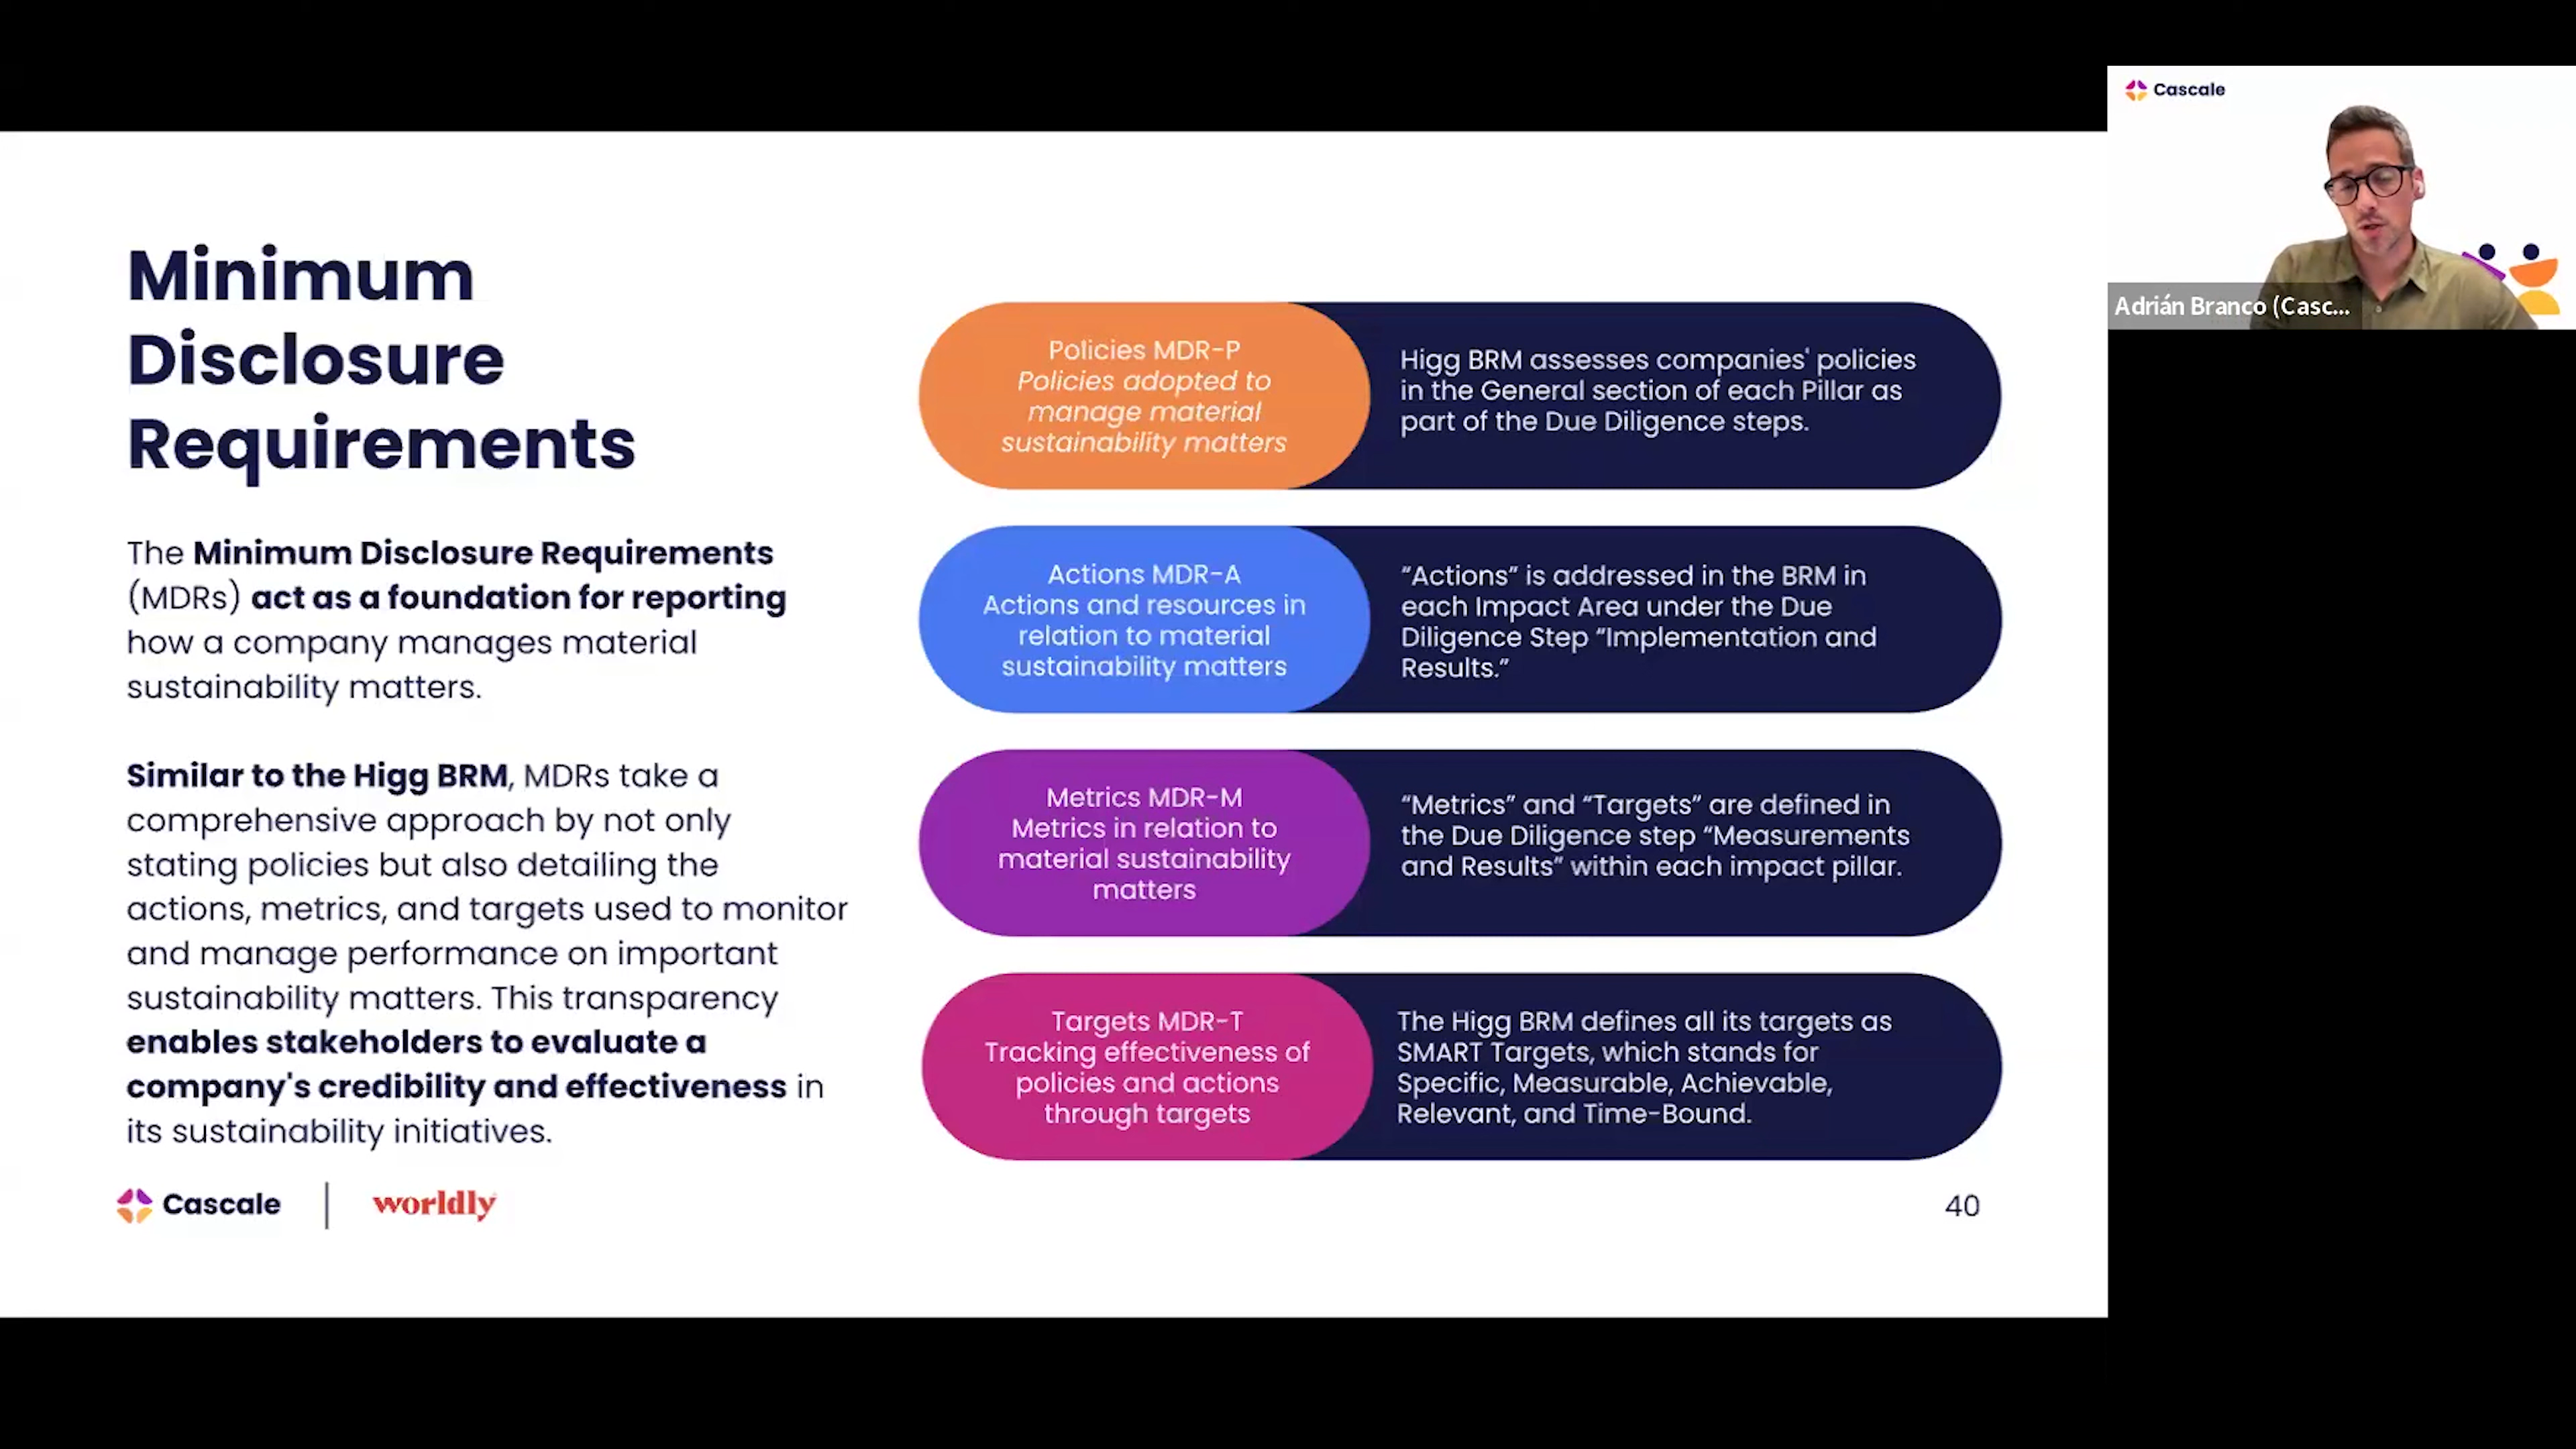 Minimum
Disclosure
Requirements
The Minimum Disclosure Requirements
(MDRs) act as a foundation for reporting
how a company manages material
sustainability matters.
Similar to the Higg BRM, MDRs take a
comprehensive approach by not only
stating policies but also detailing the
actions, metrics, and targets used to monitor
and manage performance on important
sustainability matters. This transparency
enables stakeholders to evaluate a
company's credibility and effectiveness in
its sustainability initiatives.
Policies MDR-P
Policies adopted to
manage material
sustainability matters
Higg BRM assesses companies' policies
in the General section of each Pillar as
part of the Due Diligence steps.
Actions MDR-A
Actions and resources in
relation to material
sustainability matters
“Actions” is addressed in the BRM in
each Impact Area under the Due
Diligence Step “Implementation and
Results.”
Metrics MDR-M
Metrics in relation to
material sustainability
matters
“Metrics” and “Targets” are defined in
the Due Diligence step “Measurements
and Results” within each impact pillar.
Targets MDR-T
Tracking effectiveness of
policies and actions
through targets
The Higg BRM defines all its targets as
SMART Targets, which stands for
Specific, Measurable, Achievable,
Relevant, and Time-Bound.
Cascale
worldly
40
Cascale
Adrián Branco (Casc...